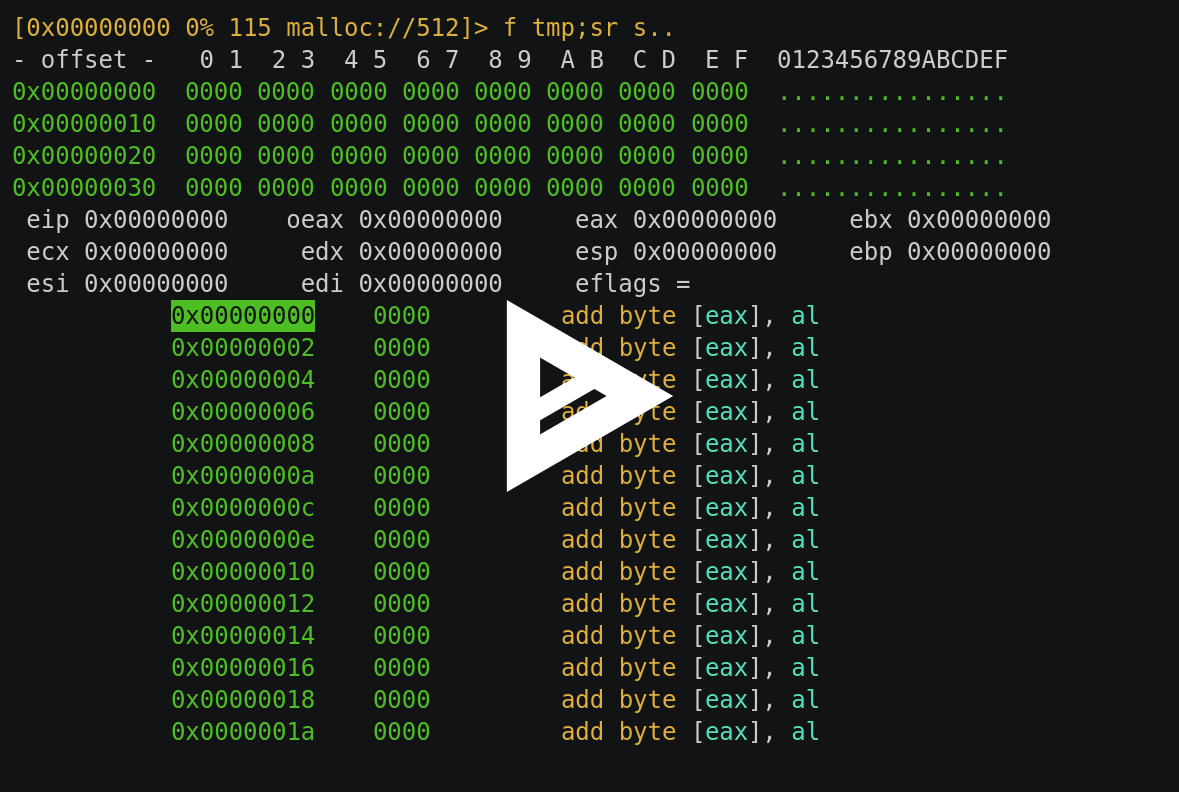 [0x00000000 0% 115 malloc://512]> f tmp;sr s..
- offset -   0 1  2 3  4 5  6 7  8 9  A B  C D  E F  0123456789ABCDEF
0x00000000  0000 0000 0000 0000 0000 0000 0000 0000  ................
0x00000010  0000 0000 0000 0000 0000 0000 0000 0000  ................
0x00000020  0000 0000 0000 0000 0000 0000 0000 0000  ................
0x00000030  0000 0000 0000 0000 0000 0000 0000 0000  ................
 eip 0x00000000    oeax 0x00000000     eax 0x00000000     ebx 0x00000000
 ecx 0x00000000     edx 0x00000000     esp 0x00000000     ebp 0x00000000
 esi 0x00000000     edi 0x00000000     eflags =
           0x00000000    0000         add byte [eax], al
           0x00000002    0000         add byte [eax], al
           0x00000004    0000         byte [eax], al
           0x00000006    0000         add byte [eax], al
           0x00000008    0000         add byte [eax], al
           0x0000000a    0000         add byte [eax], al
           0x0000000c    0000         add byte [eax], al
           0x0000000e    0000         add byte [eax], al
           0x00000010    0000         add byte [eax], al
           0x00000012    0000         add byte [eax], al
           0x00000014    0000         add byte [eax], al
           0x00000016    0000         add byte [eax], al
           0x00000018    0000         add byte [eax], al
           0x0000001a    0000         add byte [eax], al